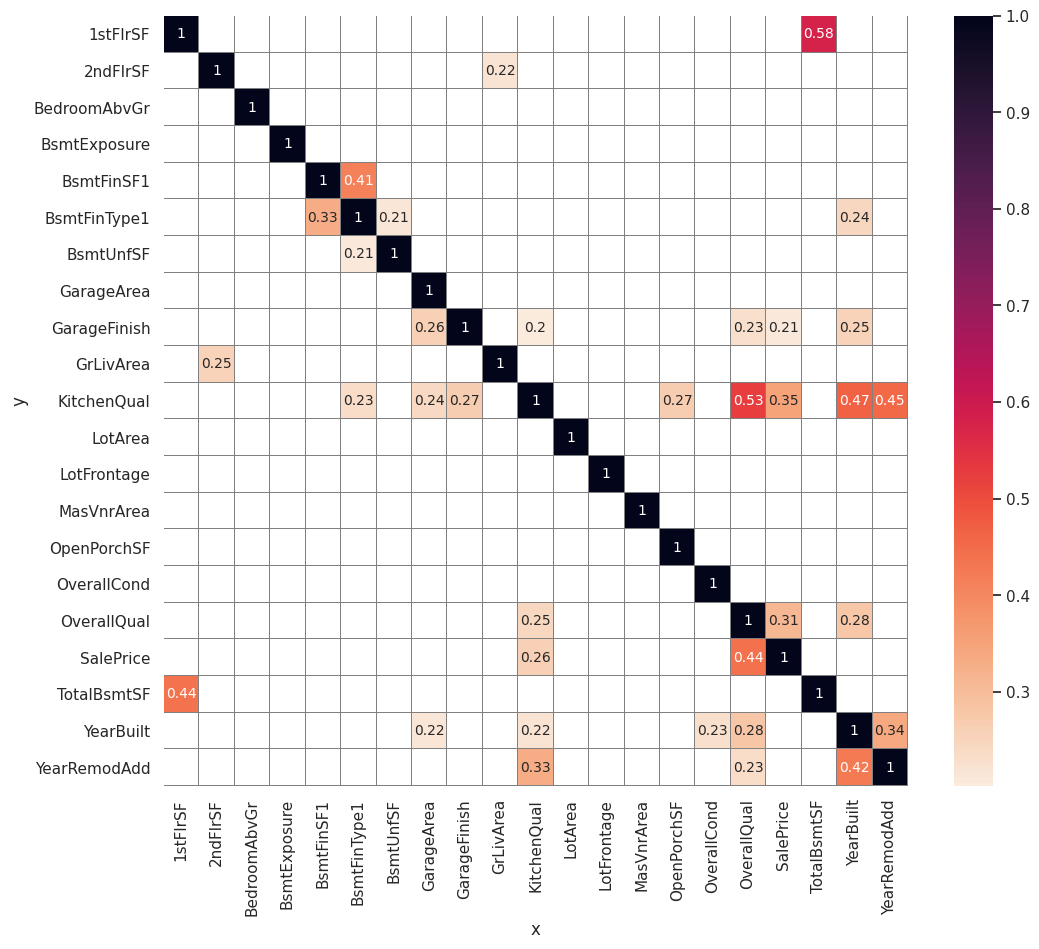 1stFlrSF 1 0.58
2ndFlrSF 1 0.22
BedroomAbvGr 1
BsmtExposure 1
BsmtFinSF1 1 0.41
BsmtFinType1 0.33 1 0.21 0.24
BsmtUnfSF 0.21 1
GarageArea 1
GarageFinish 0.26 1 0.2 0.23 0.21 0.25
GrLivArea 0.25 1
KitchenQual 0.23 0.24 0.27 1 0.27 0.53 0.35 0.47 0.45
LotArea 1
LotFrontage 1
MasVnrArea 1
OpenPorchSF 1
OverallCond 1
OverallQual 0.25 1 0.31 0.28
SalePrice 0.26 0.44 1
TotalBsmtSF 0.44 1
YearBuilt 0.22 0.22 0.23 0.28 1 0.34
YearRemodAdd 0.33 0.23 0.42 1
y
1stFlrSF
2ndFlrSF
BedroomAbvGr
BsmtExposure
BsmtFinSF1
BsmtFinType1
BsmtUnfSF
GarageArea
GarageFinish
GrLivArea
KitchenQual
LotArea
LotFrontage
MasVnrArea
OpenPorchSF
OverallCond
OverallQual
SalePrice
TotalBsmtSF
YearBuilt
YearRemodAdd
x
1.0
0.9
0.8
0.7
0.6
0.5
0.4
0.3